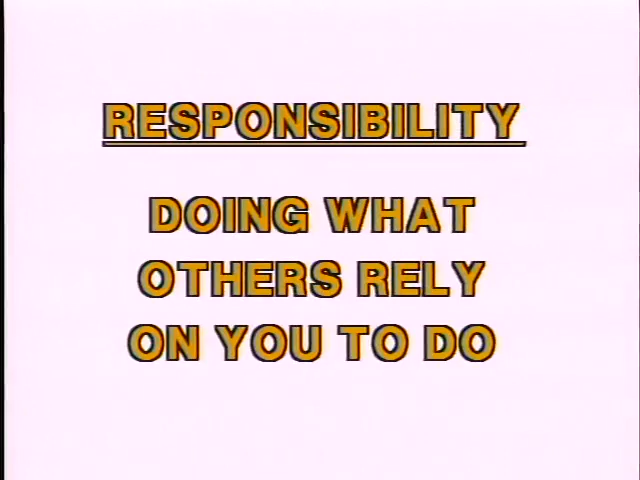 RESPONSIBILITY
DOING WHAT
OTHERS RELY
ON YOU TO DO